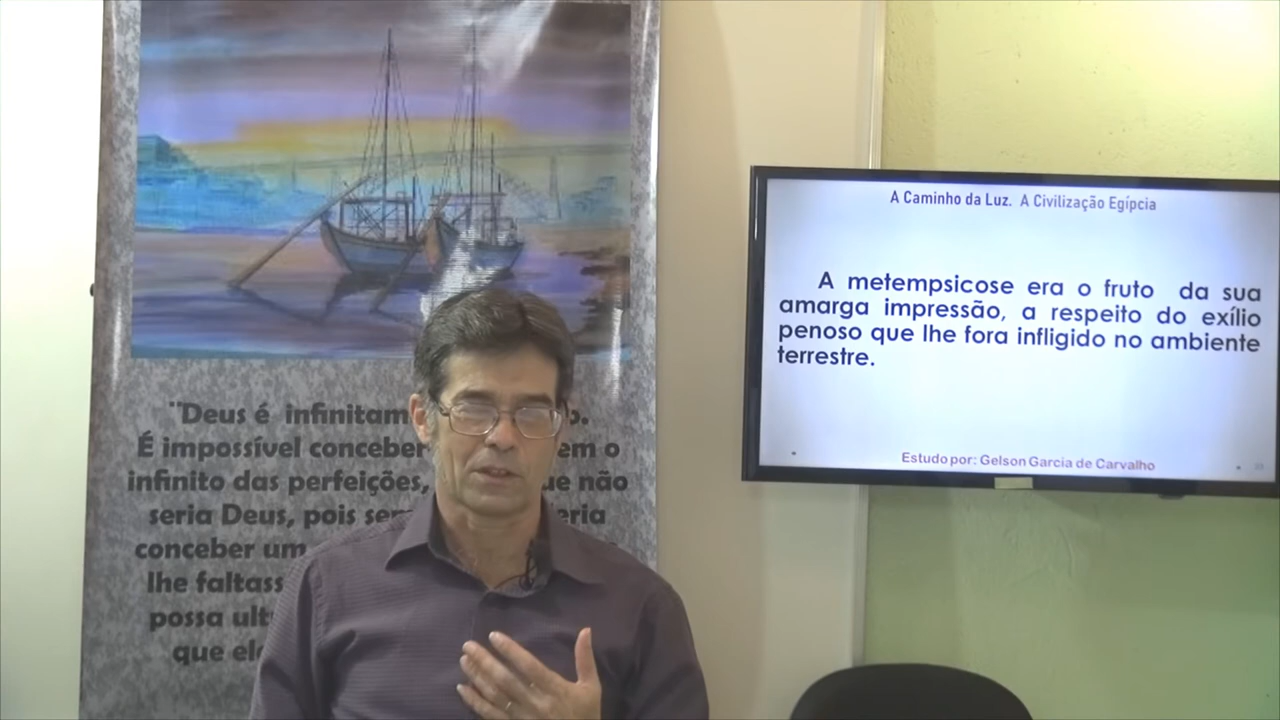 ¨Deus é infinitam
É impossível conceber em o
infinito das perfeições, não
seria Deus, pois
conceber um
lhe faltass
possa
que
A Caminho da Luz. A Civilização Egípcia
A metempsicose era o fruto da sua
amarga impressão, a respeito do exílio
penoso que lhe fora infligido no ambiente
terrestre.
Estudo por: Gelson Garcia de Carvalho